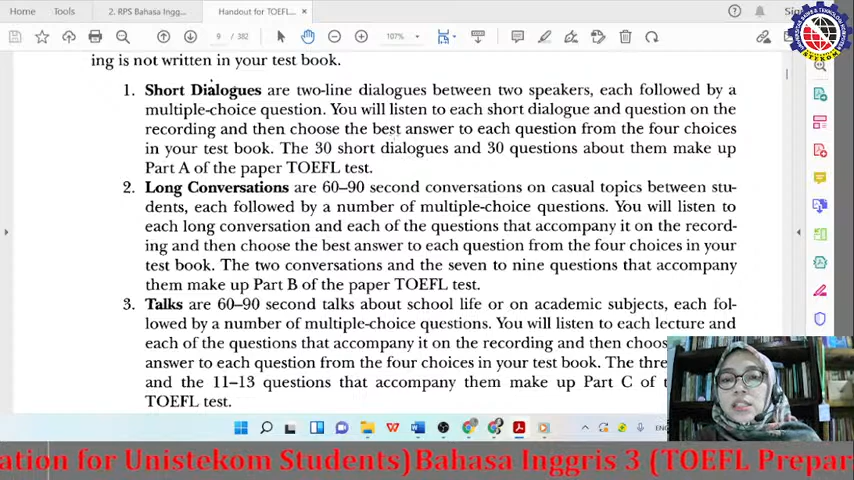 Home
Tools
2. RPS Bahasa Ingg...
Handout for TOEFL...
9 / 382
107%
ing is not written in your test book.
1. Short Dialogues are two-line dialogues between two speakers, each followed by a
multiple-choice question. You will listen to each short dialogue and question on the
recording and then choose the best answer to each question from the four choices
in your test book. The 30 short dialogues and 30 questions about them make up
Part A of the paper TOEFL test.
2. Long Conversations are 60–90 second conversations on casual topics between stu-
dents, each followed by a number of multiple-choice questions. You will listen to
each long conversation and each of the questions that accompany it on the record-
ing and then choose the best answer to each question from the four choices in your
test book. The two conversations and the seven to nine questions that accompany
them make up Part B of the paper TOEFL test.
3. Talks are 60–90 second talks about school life or on academic subjects, each fol-
lowed by a number of multiple-choice questions. You will listen to each lecture and
each of the questions that accompany it on the recording and then choose
answer to each question from the four choices in your test book. The
and the 11–13 questions that accompany them make up Part C of
TOEFL test.
ation for Unistekom Students)Bahasa Inggris 3 (TOEFL Prepar
STEKOM